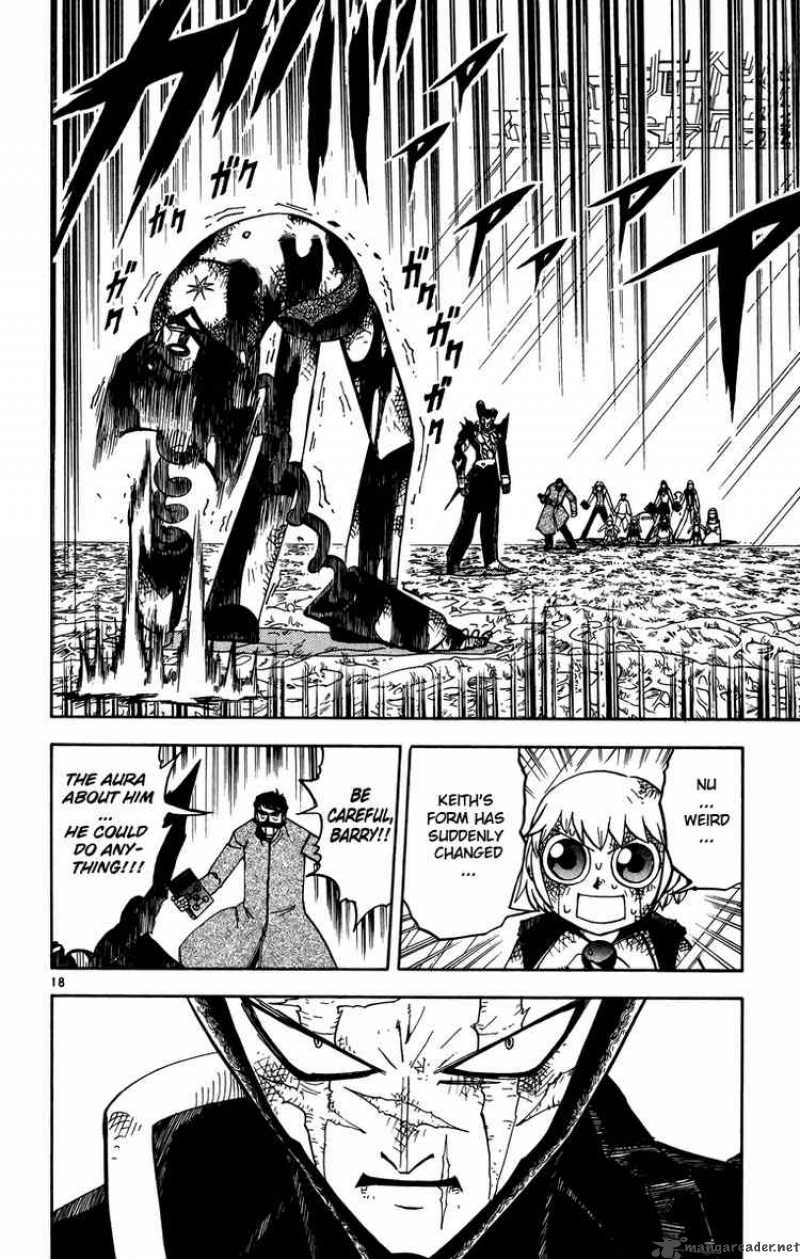 ガク
ガク
ガク
ガク
ガク
ガク
NU
...
WEIRD
...
KEITH'S
FORM HAS
SUDDENLY
CHANGED
...
BE
CAREFUL,
BARRY!!
THE AURA
ABOUT HIM
...
HE COULD
DO ANY-
THING!!!
18
mangarcader.net